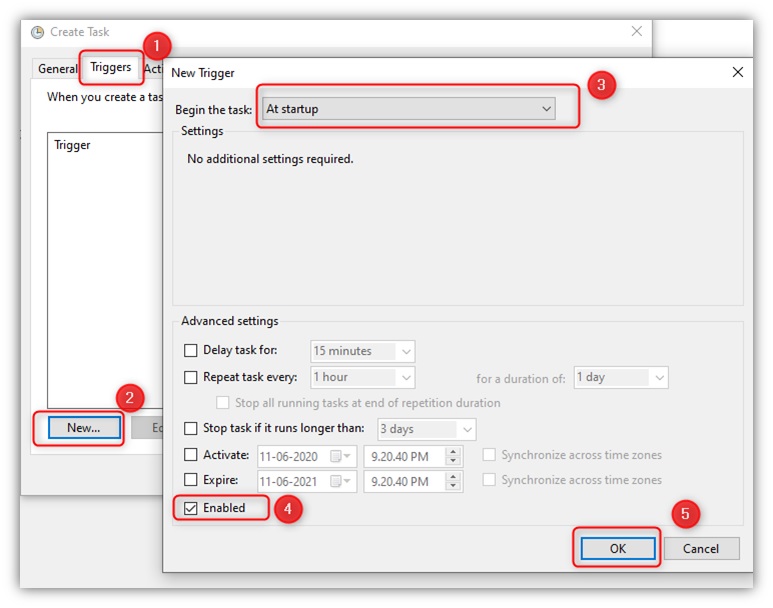 Create Task
1
General Triggers Acti
New Trigger
When you create a tas
Begin the task: At startup
3
Settings
Trigger
No additional settings required.
Advanced settings
Delay task for: 15 minutes
Repeat task every: 1 hour for a duration of: 1 day
Stop all running tasks at end of repetition duration
2
New... Ed
Stop task if it runs longer than: 3 days
Activate: 11-06-2020 9.20.40 PM Synchronize across time zones
Expire: 11-06-2021 9.20.40 PM Synchronize across time zones
Enabled 4
5
OK Cancel